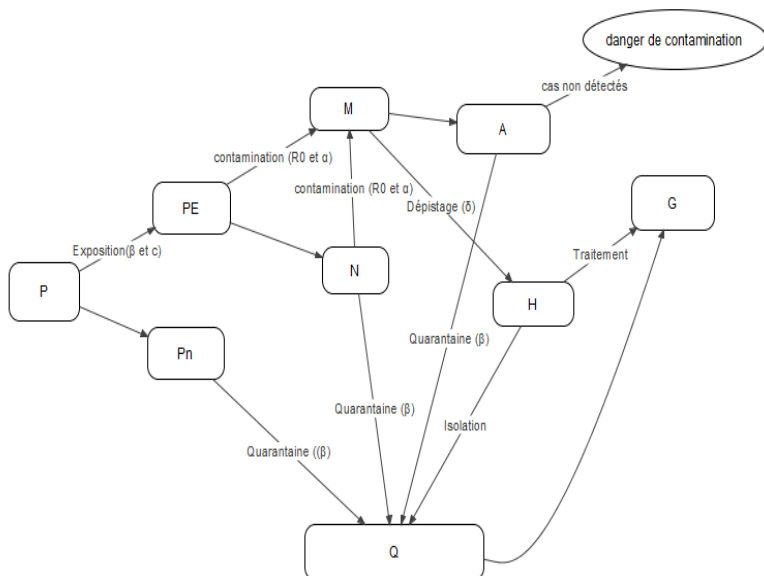 danger de contamination
cas non détectés
M
A
contamination (R0 et α)
contamination (R0 et α)
PE
Dépistage (δ)
G
Exposition(β et c)
N
Traitement
P
H
Pn
Quarantaine (β)
Quarantaine (β)
Isolation
Quarantaine ((β)
Q